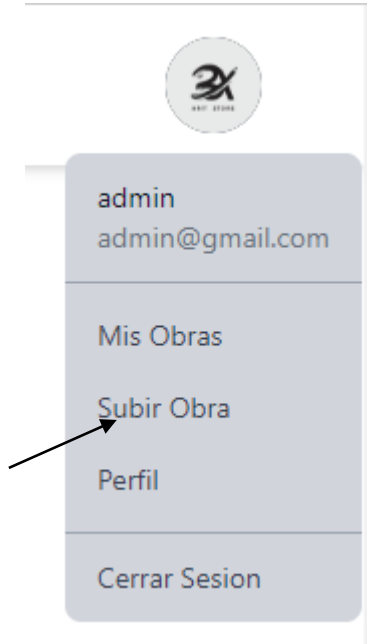 admin
admin@gmail.com
Mis Obras
Subir Obra
Perfil
Cerrar Sesion